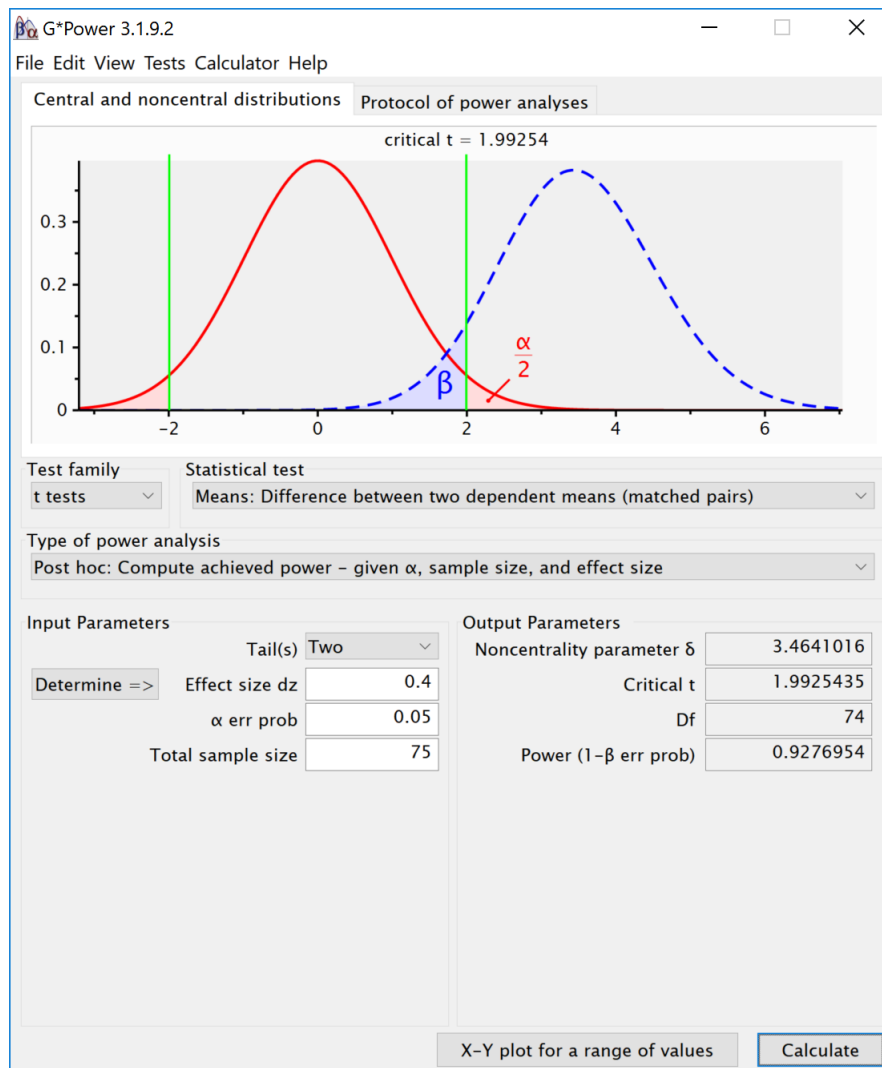 G*Power 3.1.9.2
File Edit View Tests Calculator Help
Central and noncentral distributions Protocol of power analyses
critical t = 1.99254
0.3
0.2
0.1
0
α
2
β
−2 0 2 4 6
Test family Statistical test
t tests Means: Difference between two dependent means (matched pairs)
Type of power analysis
Post hoc: Compute achieved power – given α, sample size, and effect size
Input Parameters Output Parameters
Tail(s) Two Noncentrality parameter δ 3.4641016
Determine => Effect size dz 0.4 Critical t 1.9925435
α err prob 0.05 Df 74
Total sample size 75 Power (1−β err prob) 0.9276954
X−Y plot for a range of values Calculate